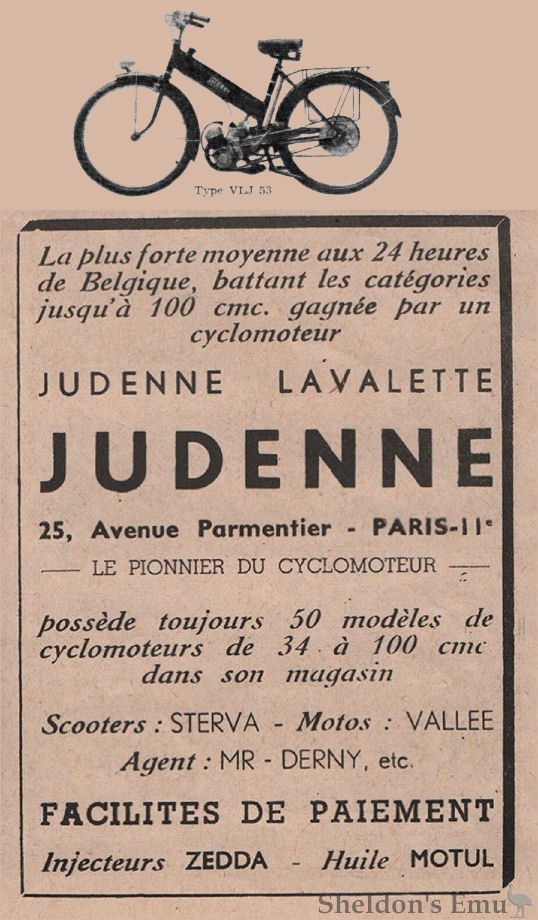 JUDENNE
Type VLJ 53
La plus forte moyenne aux 24 heures
de Belgique, battant les catégories
jusqu'à 100 cmc. gagnée par un
cyclomoteur
JUDENNE LAVALETTE
JUDENNE
25, Avenue Parmentier - PARIS-11e
— LE PIONNIER DU CYCLOMOTEUR —
possède toujours 50 modèles de
cyclomoteurs de 34 à 100 cmc
dans son magasin
Scooters : STERVA - Motos : VALLEE
Agent : MR - DERNY, etc.
FACILITES DE PAIEMENT
Injecteurs ZEDDA - Huile MOTUL
Sheldon's Emu